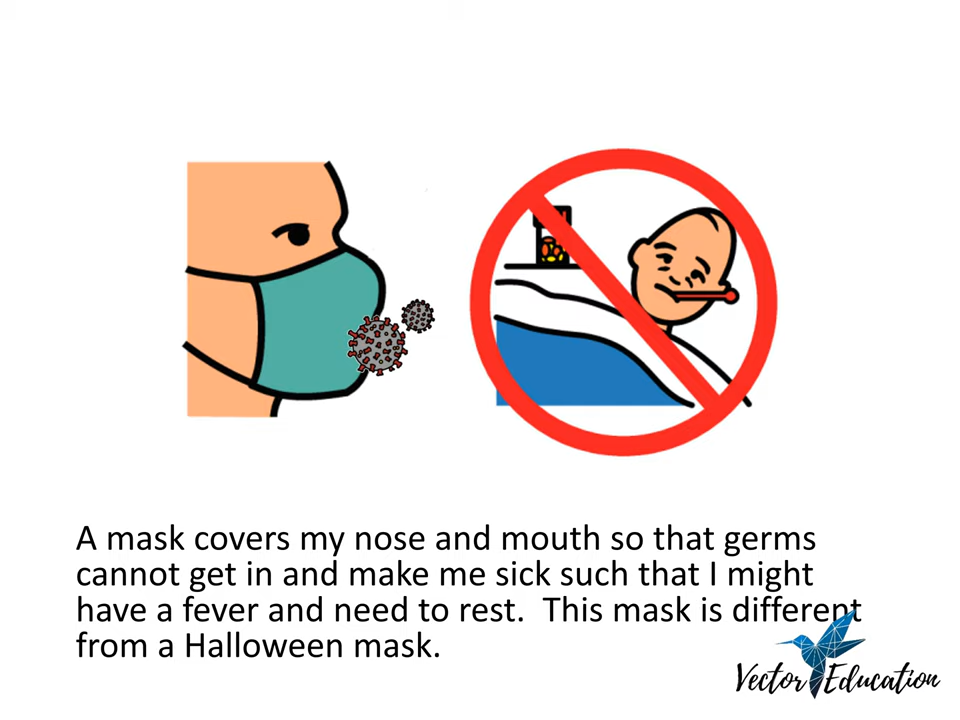 A mask covers my nose and mouth so that germs
cannot get in and make me sick such that I might
have a fever and need to rest.  This mask is different
from a Halloween mask.
Vector Education